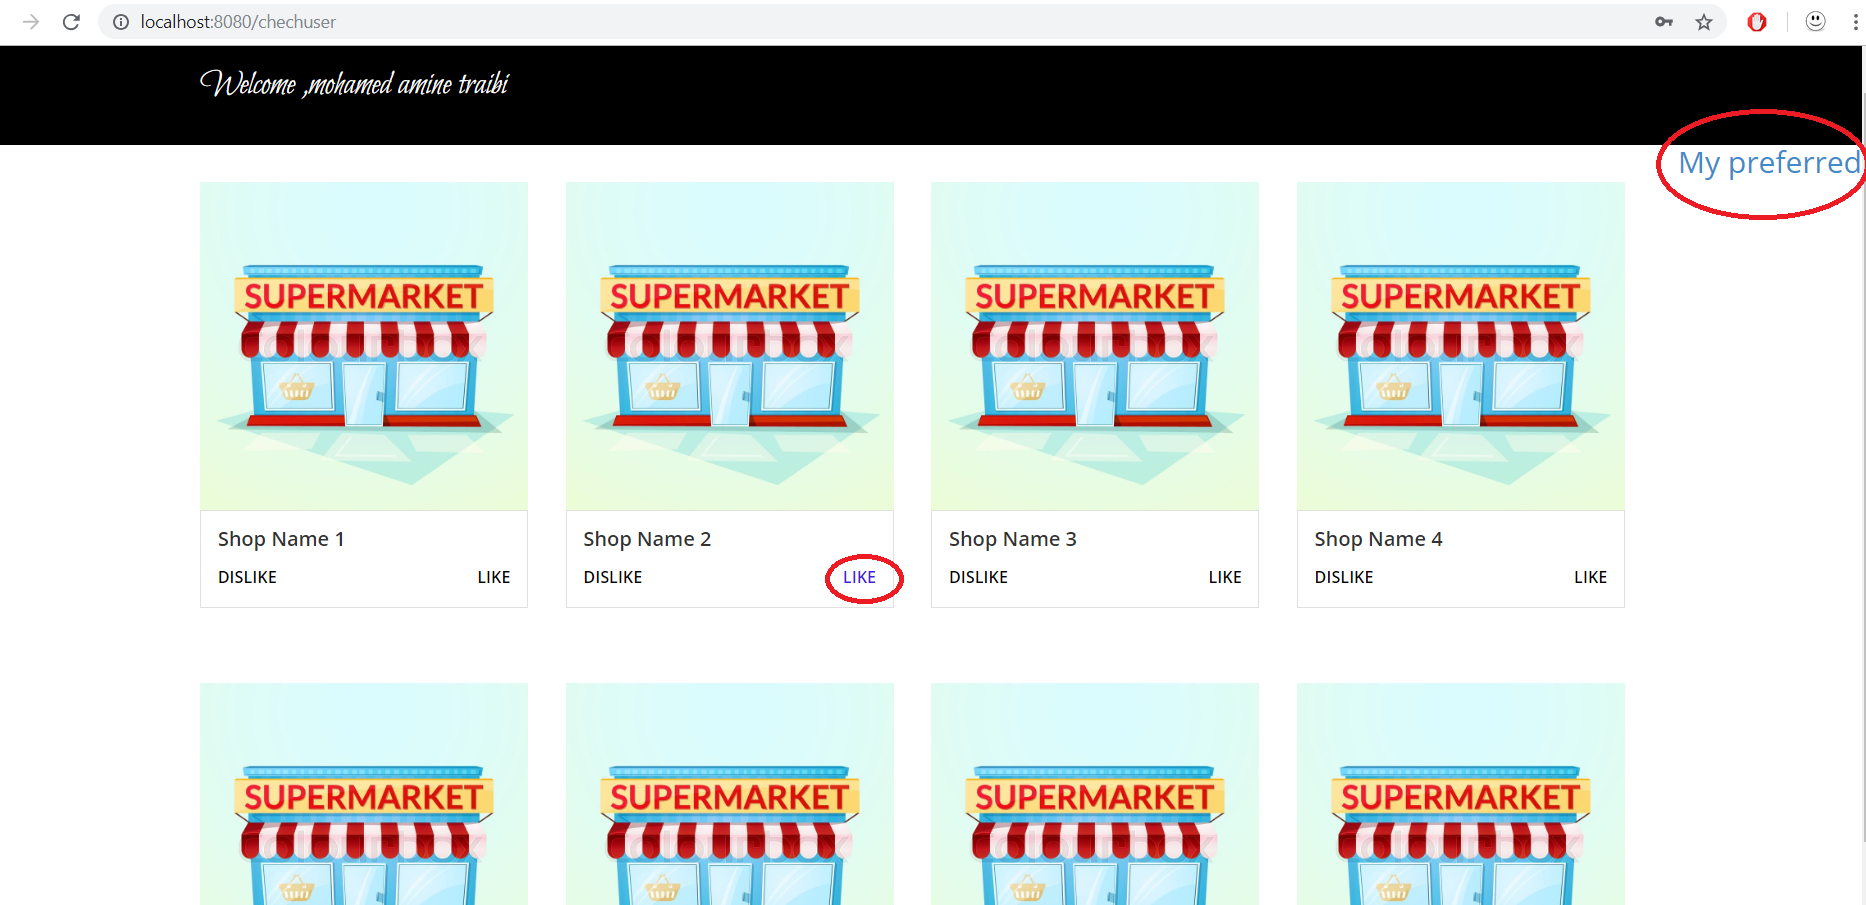 localhost:8080/chechuser
Welcome ,mohamed amine traibi
My preferred
SUPERMARKET SUPERMARKET SUPERMARKET SUPERMARKET
Shop Name 1 Shop Name 2 Shop Name 3 Shop Name 4
DISLIKE LIKE DISLIKE LIKE DISLIKE LIKE DISLIKE LIKE
SUPERMARKET SUPERMARKET SUPERMARKET SUPERMARKET